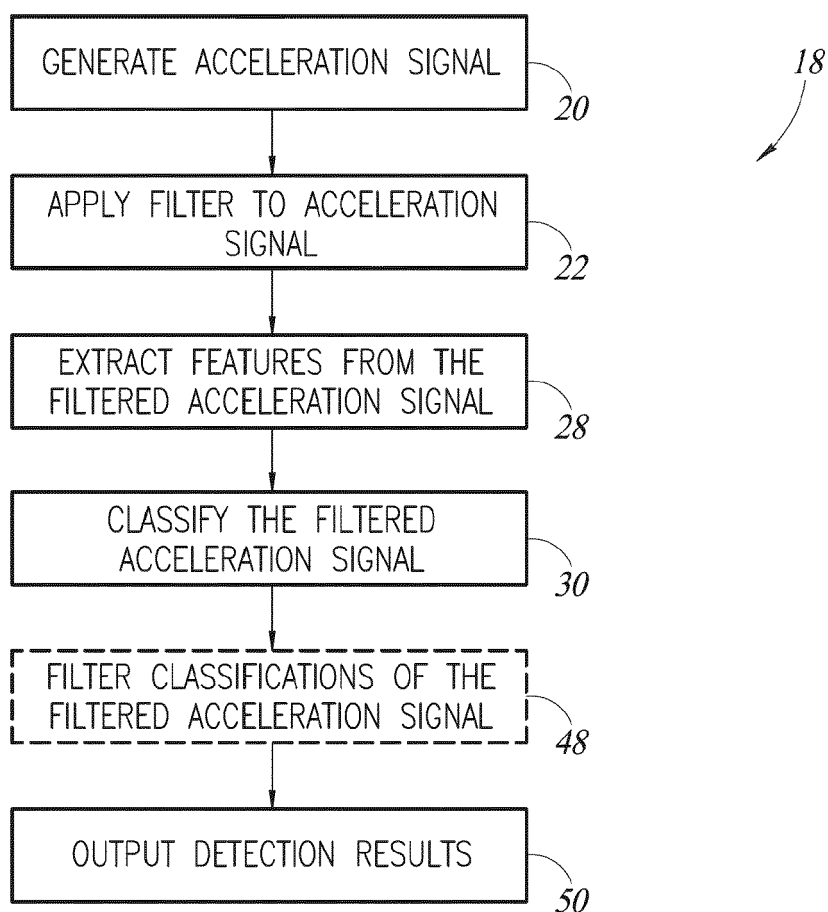 GENERATE ACCELERATION SIGNAL
20
18
APPLY FILTER TO ACCELERATION
SIGNAL
22
EXTRACT FEATURES FROM THE
FILTERED ACCELERATION SIGNAL
28
CLASSIFY THE FILTERED
ACCELERATION SIGNAL
30
FILTER CLASSIFICATIONS OF THE
FILTERED ACCELERATION SIGNAL
48
OUTPUT DETECTION RESULTS
50